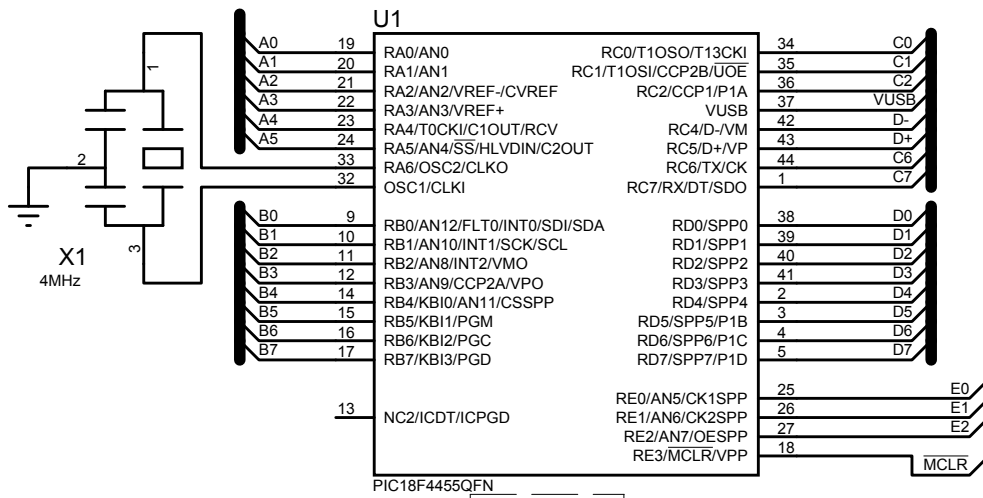 U1
A0 19 RA0/AN0 RC0/T1OSO/T13CKI 34 C0
A1 20 RA1/AN1 RC1/T1OSI/CCP2B/UOE 35 C1
A2 21 RA2/AN2/VREF-/CVREF RC2/CCP1/P1A 36 C2
A3 22 RA3/AN3/VREF+ VUSB 37 VUSB
A4 23 RA4/T0CKI/C1OUT/RCV RC4/D-/VM 42 D-
A5 24 RA5/AN4/SS/HLVDIN/C2OUT RC5/D+/VP 43 D+
33 RA6/OSC2/CLKO RC6/TX/CK 44 C6
32 OSC1/CLKI RC7/RX/DT/SDO 1 C7
1
2
3
X1
4MHz
B0 9 RB0/AN12/FLT0/INT0/SDI/SDA RD0/SPP0 38 D0
B1 10 RB1/AN10/INT1/SCK/SCL RD1/SPP1 39 D1
B2 11 RB2/AN8/INT2/VMO RD2/SPP2 40 D2
B3 12 RB3/AN9/CCP2A/VPO RD3/SPP3 41 D3
B4 14 RB4/KBI0/AN11/CSSPP RD4/SPP4 2 D4
B5 15 RB5/KBI1/PGM RD5/SPP5/P1B 3 D5
B6 16 RB6/KBI2/PGC RD6/SPP6/P1C 4 D6
B7 17 RB7/KBI3/PGD RD7/SPP7/P1D 5 D7
RE0/AN5/CK1SPP 25 E0
13 NC2/ICDT/ICPGD RE1/AN6/CK2SPP 26 E1
RE2/AN7/OESPP 27 E2
RE3/MCLR/VPP 18 MCLR
PIC18F4455QFN